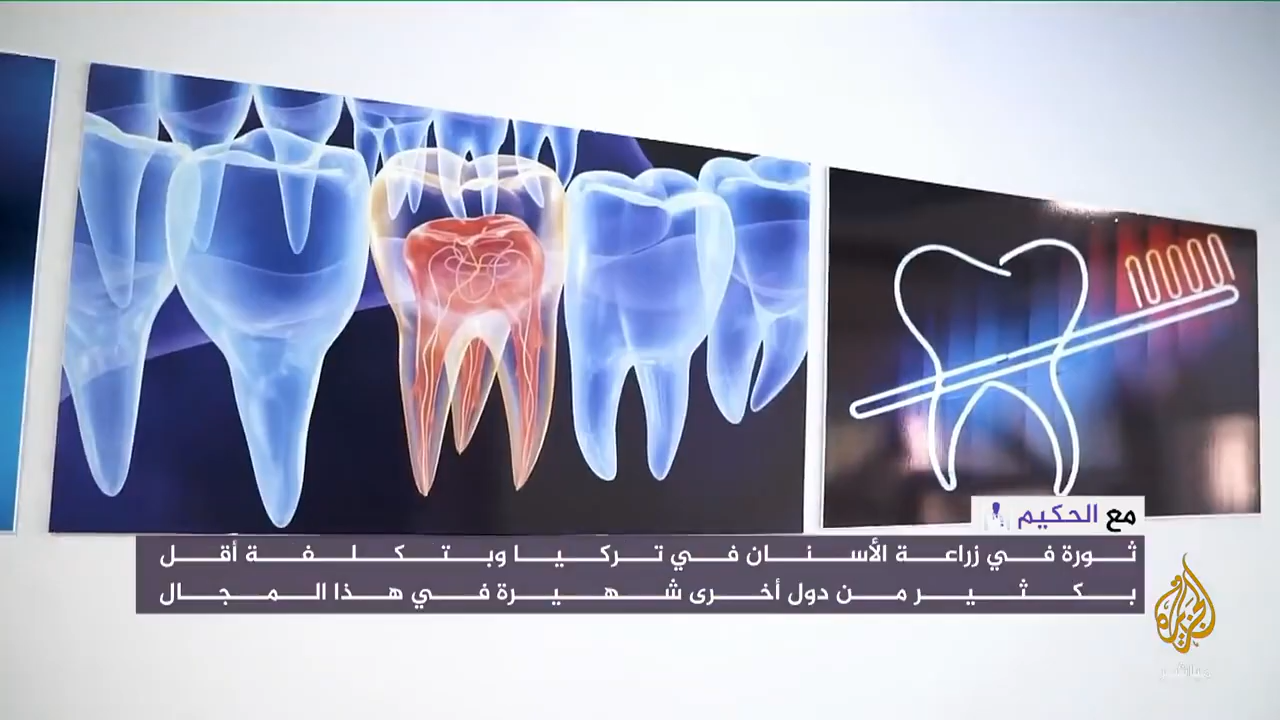 مع الحكيم
ثورة في زراعة الأسنان في تركيا وبتكلفة أقل
بكثير من دول أخرى شهيرة في هذا المجال
الجزيرة
مباشر